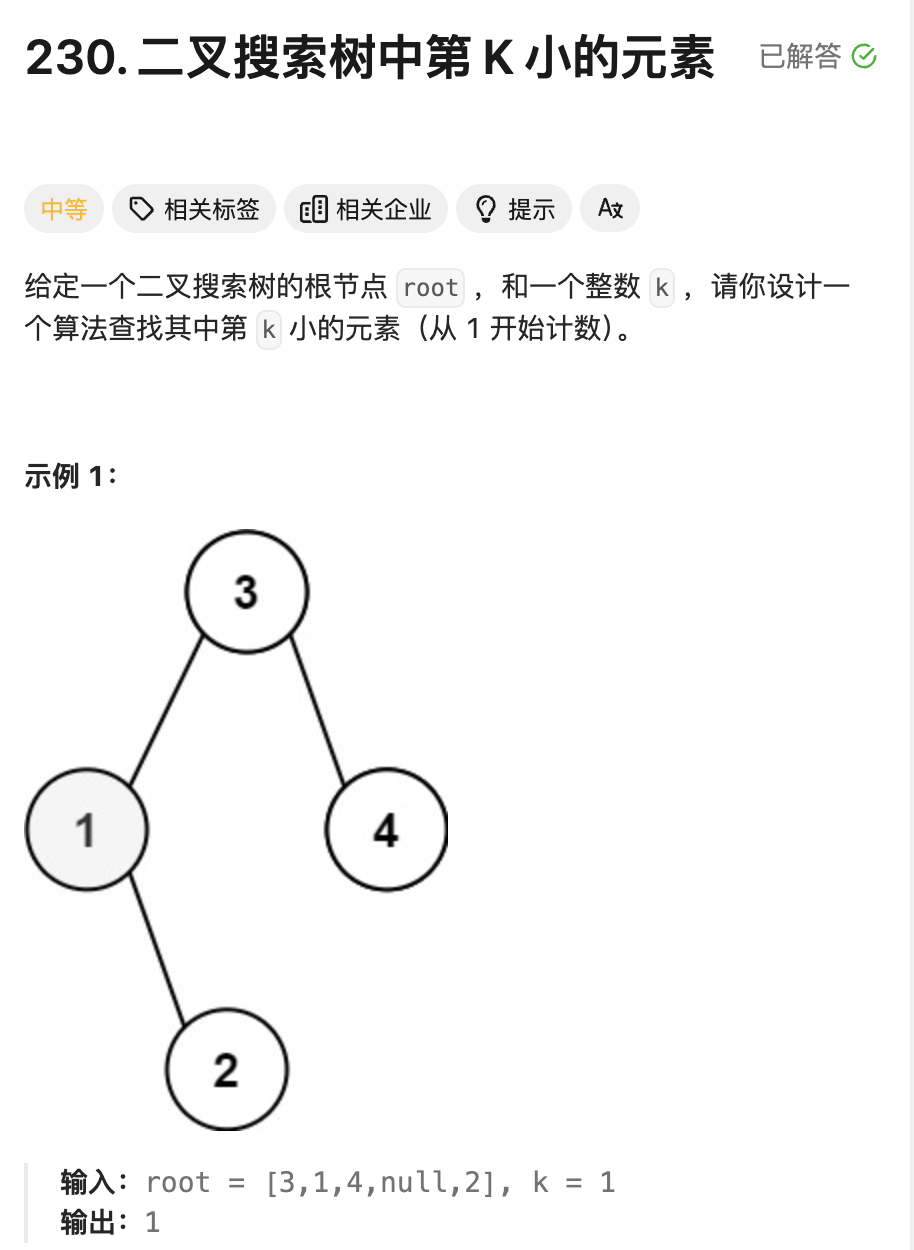 230. 二叉搜索树中第 K 小的元素 已解答
中等 相关标签 相关企业 提示 A文
给定一个二叉搜索树的根节点 root ，和一个整数 k ，请你设计一
个算法查找其中第 k 小的元素（从 1 开始计数）。
示例 1：
3
1 4
2
输入：root = [3,1,4,null,2], k = 1
输出：1